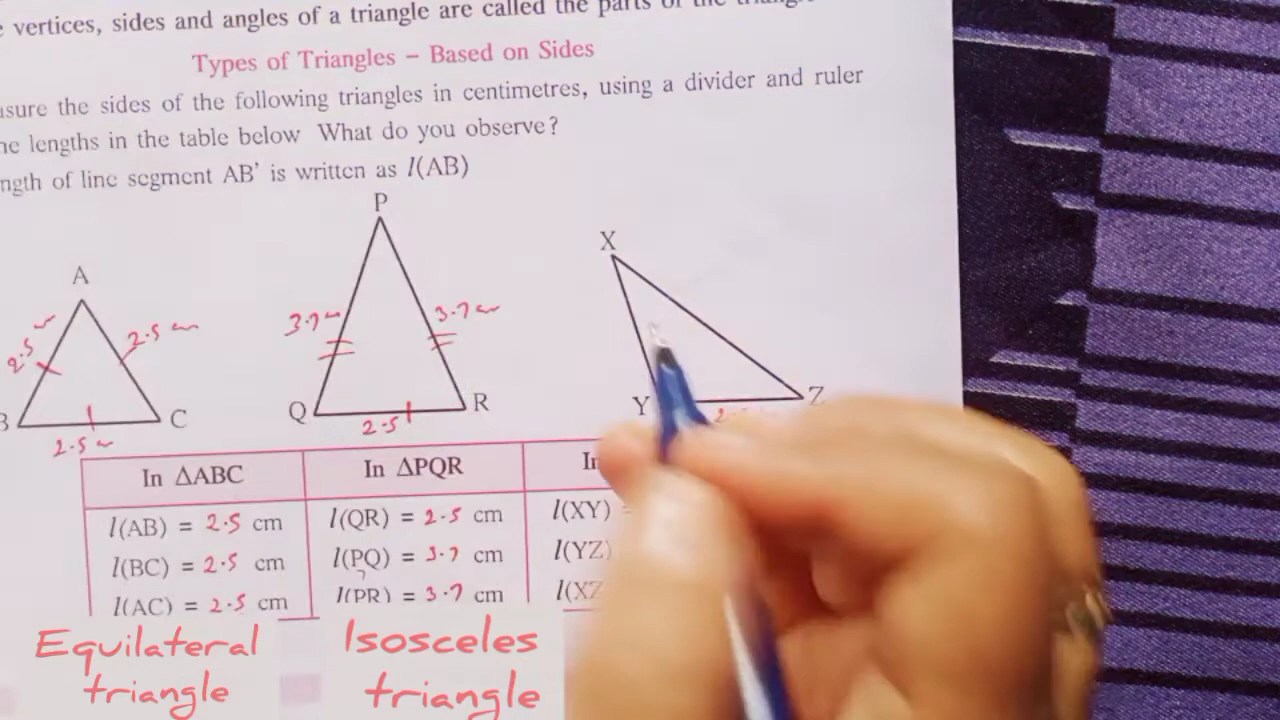 vertices, sides and angles of a triangle are called the parts of the triangle
Types of Triangles – Based on Sides
asure the sides of the following triangles in centimetres, using a divider and ruler
he lengths in the table below What do you observe?
ngth of line segment AB' is written as l(AB)
P
X
A
3.7 cm
3.7 cm
2.5
2.5 cm
Y
Z
Q
R
B
C
2.5
2.5 cm
In ΔABC
In ΔPQR
In
l(AB) = 2.5 cm
l(QR) = 2.5 cm
l(XY) =
l(BC) = 2.5 cm
l(PQ) = 3.7 cm
l(YZ)
l(AC) = 2.5 cm
l(PR) = 3.7 cm
l(XZ
Equilateral
triangle
Isosceles
triangle